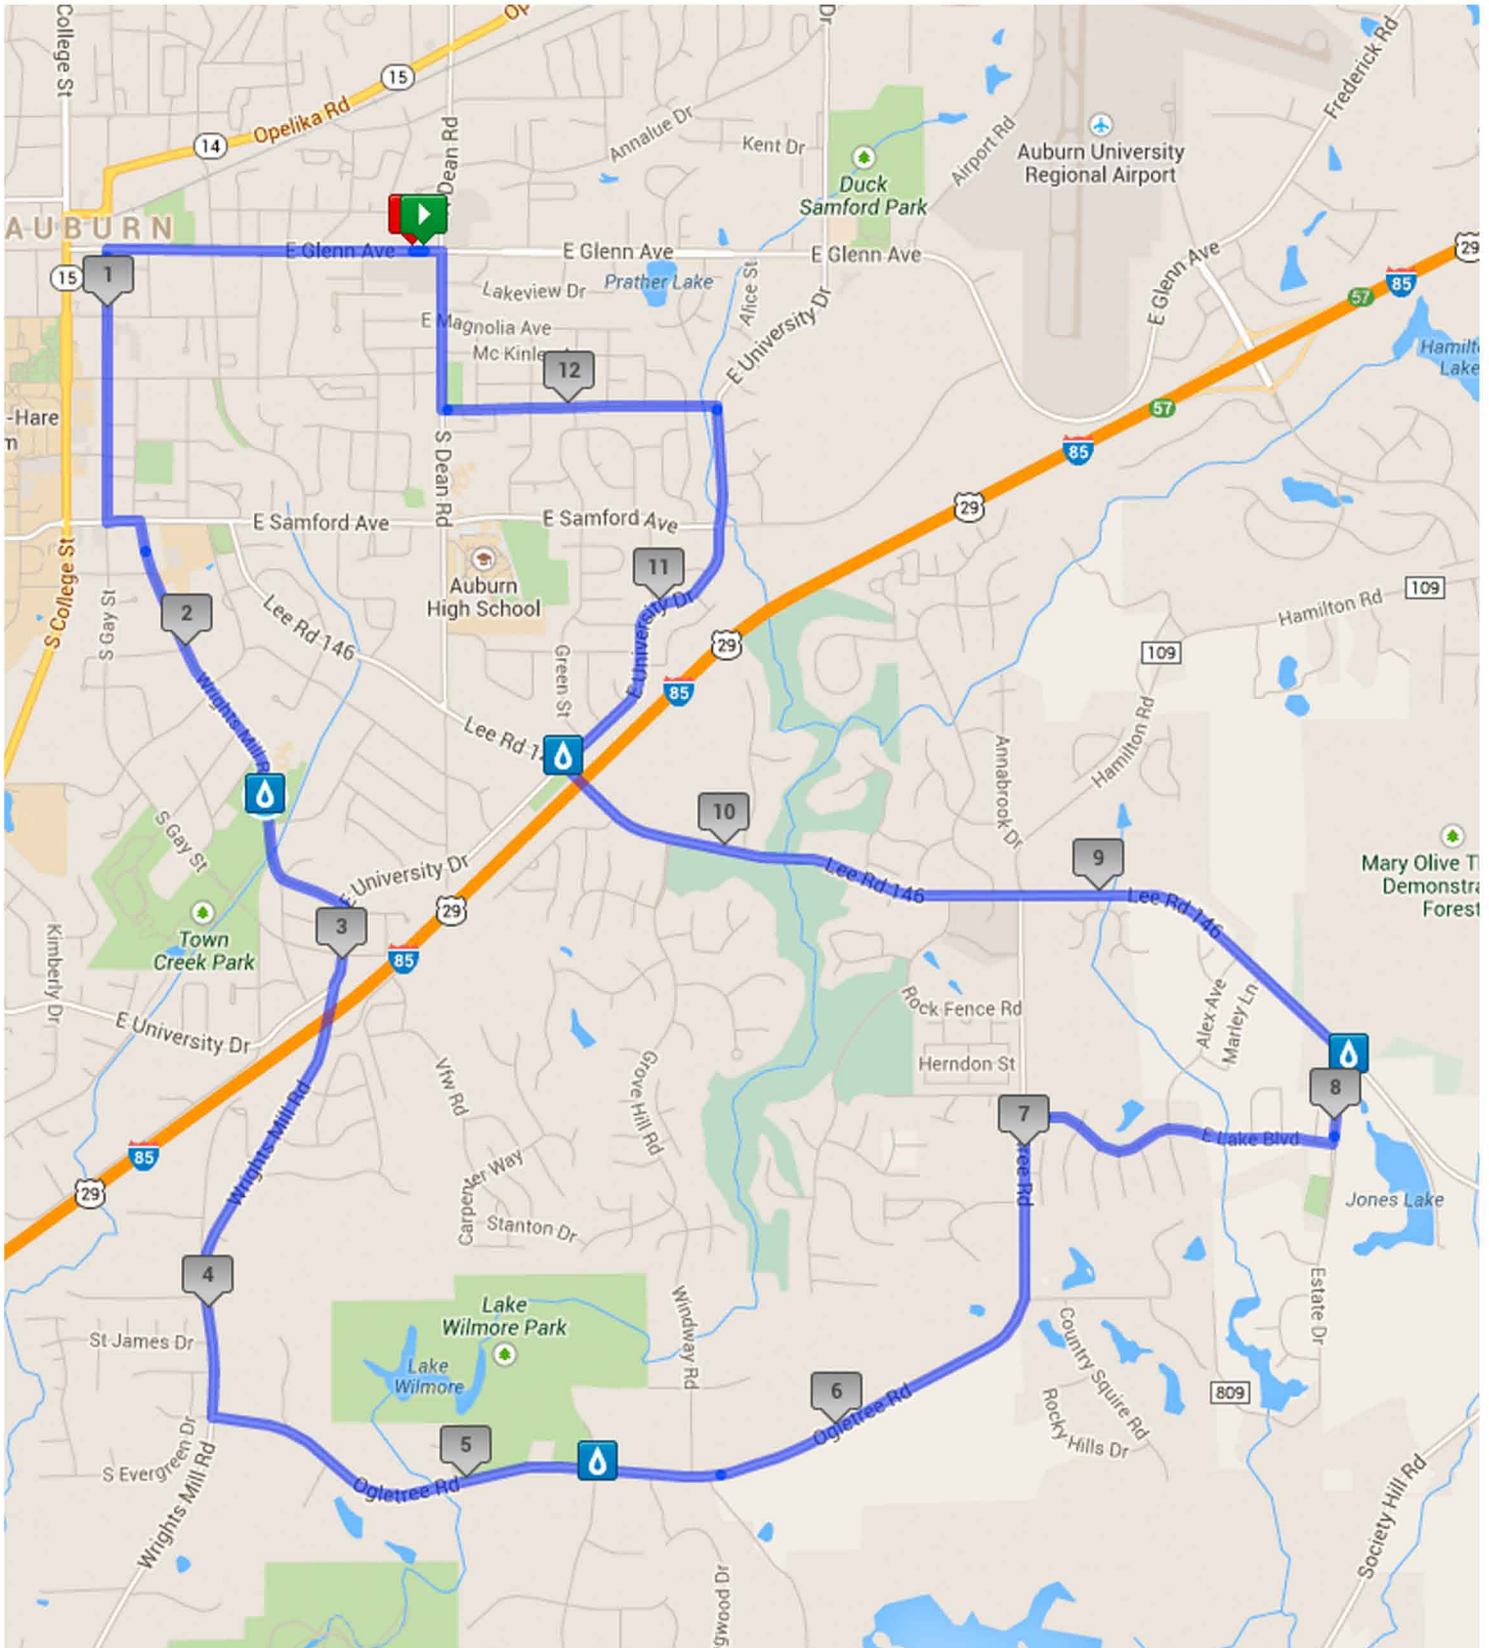 College St
Op
Dr
15
Opelika Rd
14
Dean Rd
Annalue Dr
Kent Dr
Duck
Samford Park
Airport Rd
Auburn University
Regional Airport
Frederick Rd
AUBURN
E Glenn Ave
E Glenn Ave
E Glenn Ave
E Glenn Ave
29
85
57
15
1
Lakeview Dr
Prather Lake
Alice St
E University Dr
E Magnolia Ave
Mc Kinle
12
Hamilt
Lake
57
85
-Hare
m
S Dean Rd
29
E Samford Ave
E Samford Ave
S College St
S Gay St
2
Lee Rd 146
Auburn
High School
11
E University Dr
109
Hamilton Rd
29
109
85
Green St
Wrights Mill R
Lee Rd 1
Hamilton Rd
Annabrook Dr
S Gay St
10
9
E University Dr
Lee Rd 146
Lee Rd 146
Mary Olive T
Demonstra
Forest
29
3
Town
Creek Park
85
Kimberly Dr
E University Dr
Rock Fence Rd
Alex Ave
Marley Ln
Herndon St
Vfw Rd
Grove Hill Rd
8
7
Wrights Mill Rd
E Lake Blvd
85
29
Carpenter Way
Stanton Dr
ree Rd
Jones Lake
4
Lake
Wilmore Park
Windway Rd
Estate Dr
St James Dr
Lake
Wilmore
Country Squire Rd
809
6
Ogletree Rd
Rocky Hills Dr
5
S Evergreen Dr
Wrights Mill Rd
Ogletree Rd
Society Hill Rd
gwood Dr